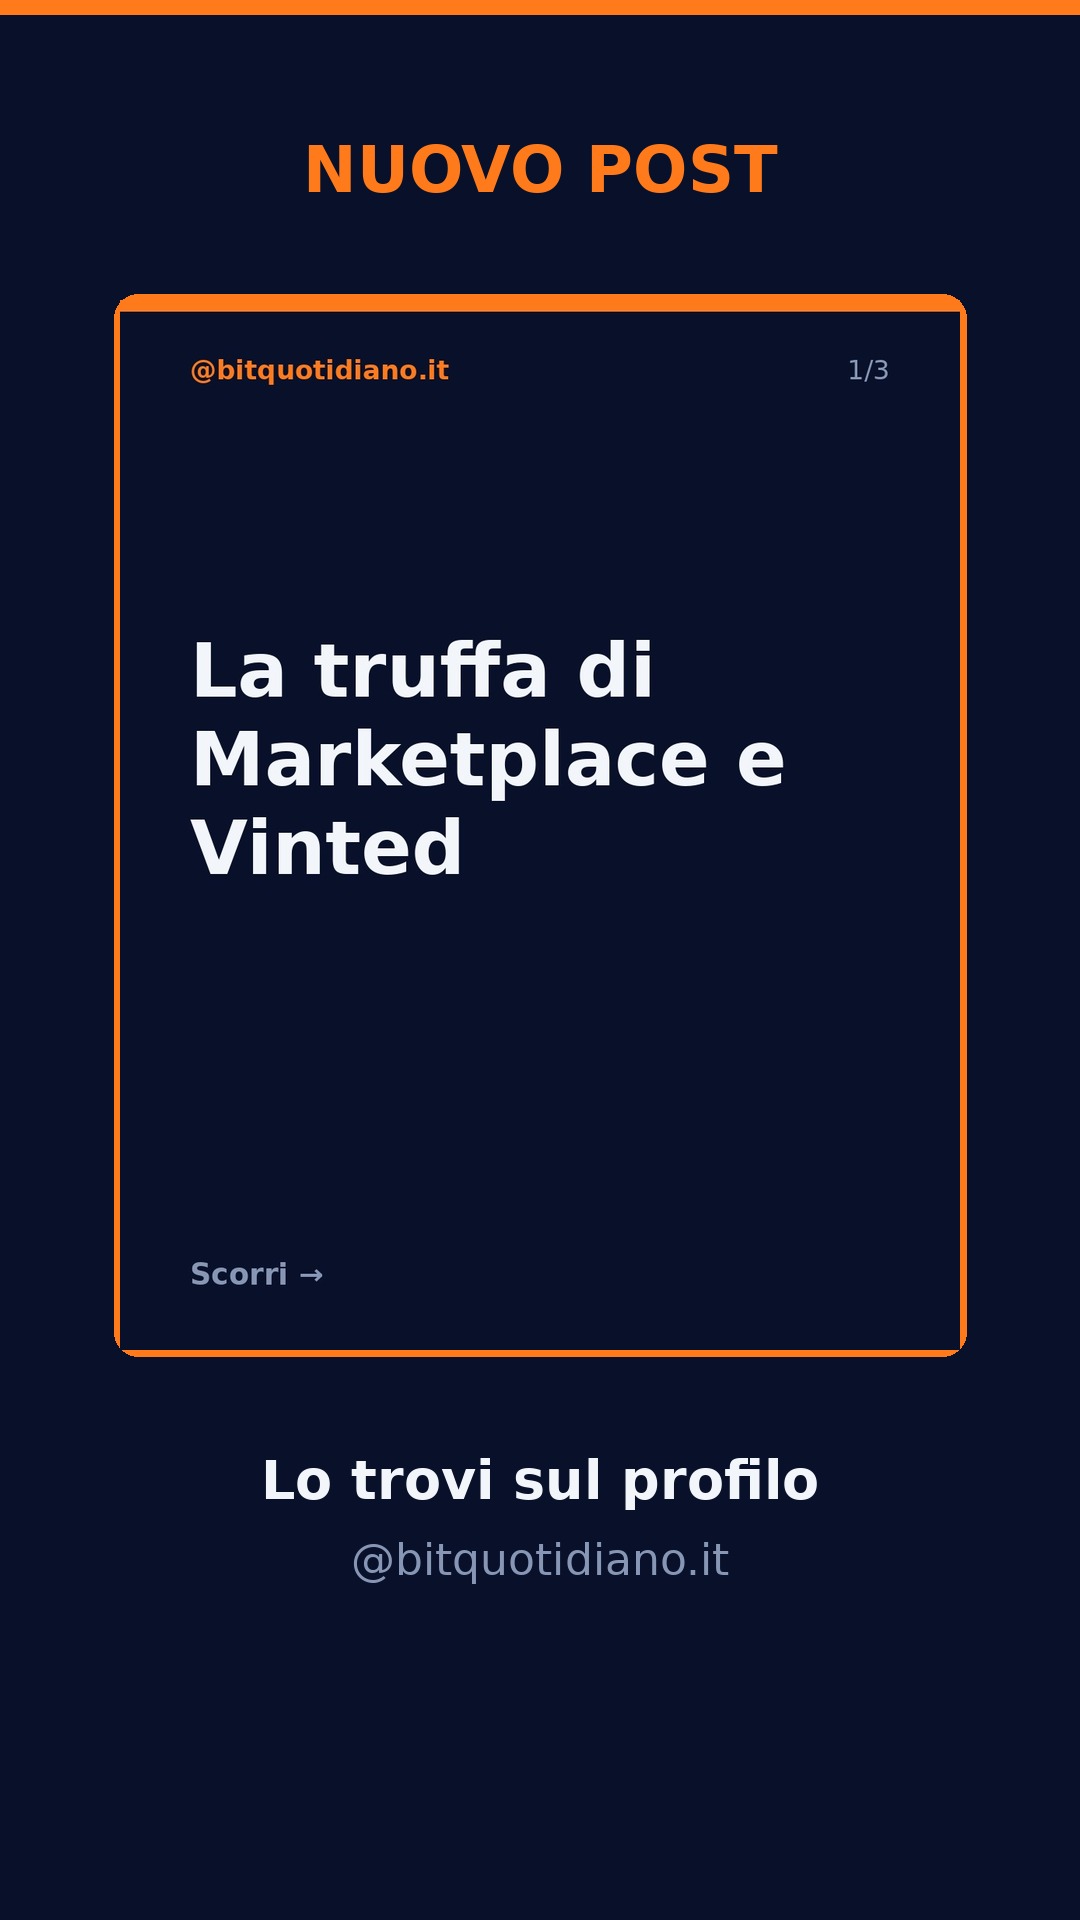 NUOVO POST
@bitquotidiano.it
1/3
La truffa di
Marketplace e
Vinted
Scorri →
Lo trovi sul profilo
@bitquotidiano.it